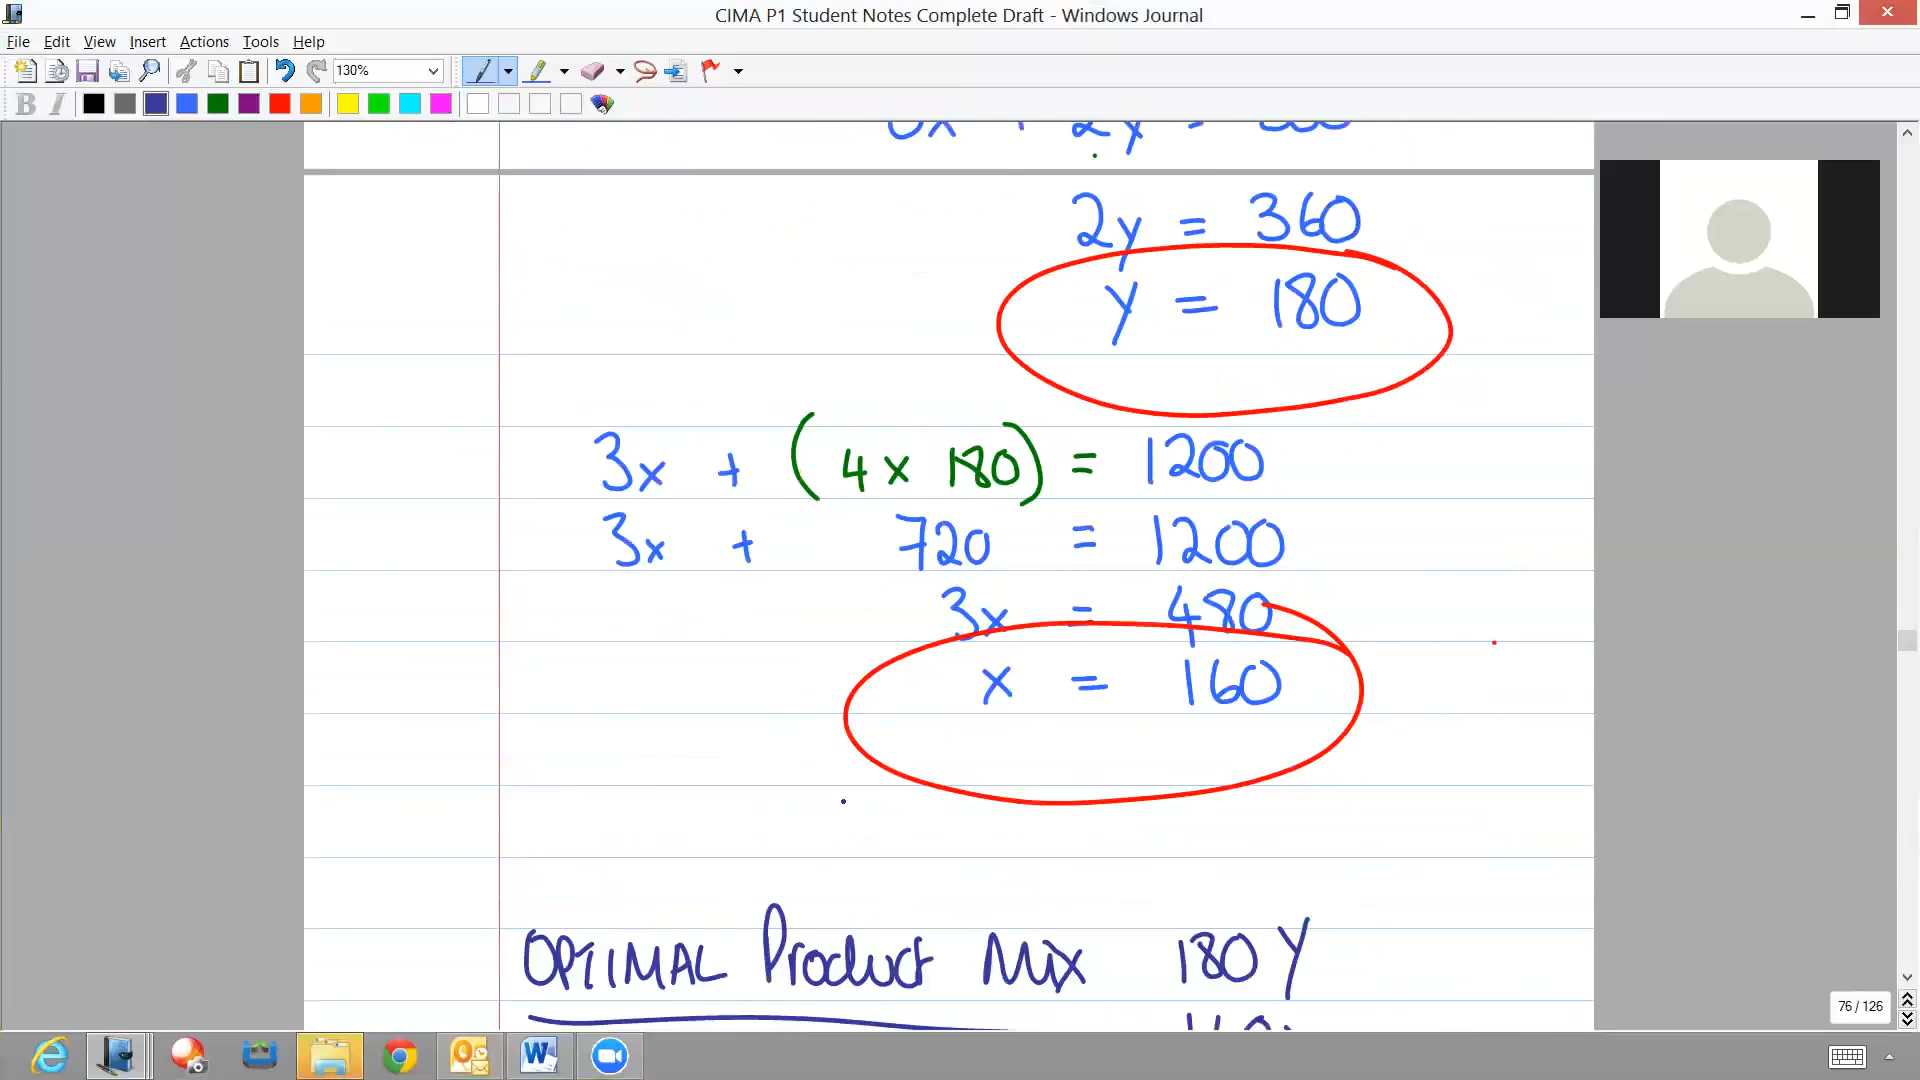 CIMA P1 Student Notes Complete Draft - Windows Journal
File Edit View Insert Actions Tools Help
130%
B I
2y = 360
y = 180
3x + (4 x 180) = 1200
3x + 720 = 1200
3x = 480
x = 160
OPTIMAL Product Mix 180 Y
76 / 126